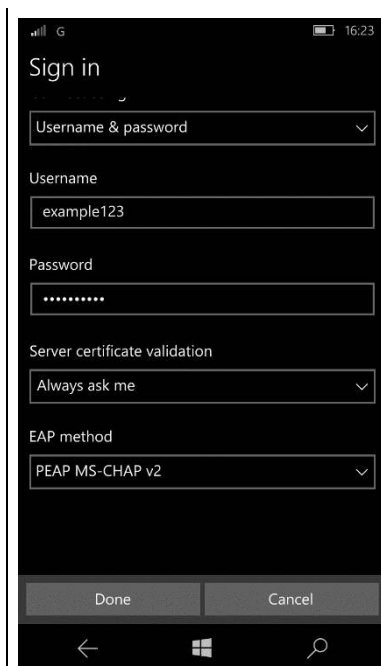 G 16:23
Sign in
Username & password
Username
example123
Password
••••••••••
Server certificate validation
Always ask me
EAP method
PEAP MS-CHAP v2
Done Cancel